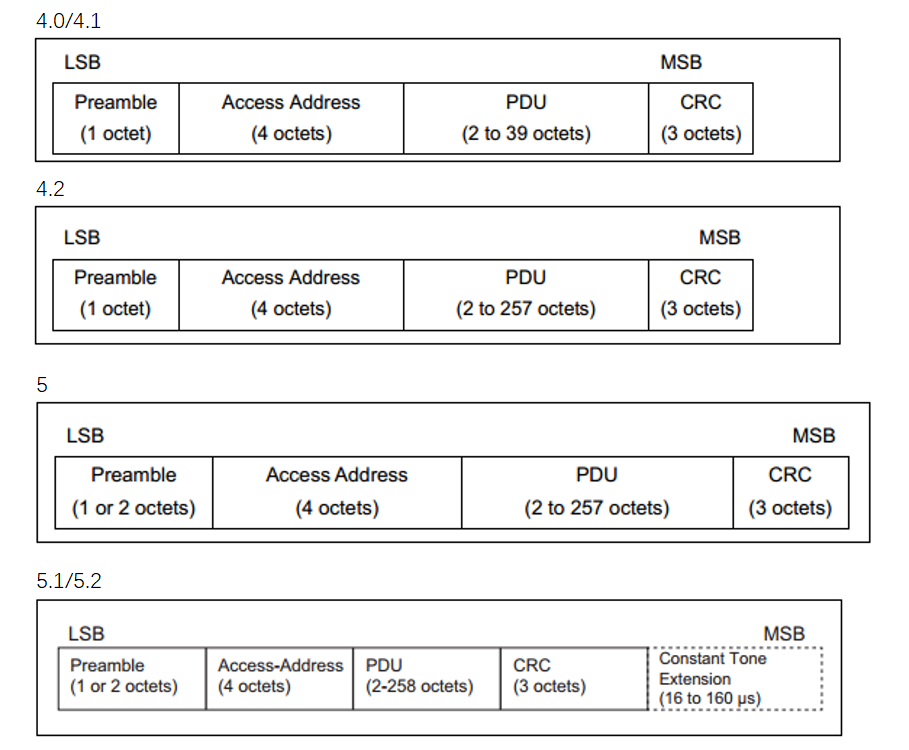 4.0/4.1
LSB MSB
Preamble Access Address PDU CRC
(1 octet) (4 octets) (2 to 39 octets) (3 octets)
4.2
LSB MSB
Preamble Access Address PDU CRC
(1 octet) (4 octets) (2 to 257 octets) (3 octets)
5
LSB MSB
Preamble Access Address PDU CRC
(1 or 2 octets) (4 octets) (2 to 257 octets) (3 octets)
5.1/5.2
LSB MSB
Preamble Access-Address PDU CRC Constant Tone
(1 or 2 octets) (4 octets) (2-258 octets) (3 octets) Extension
(16 to 160 µs)